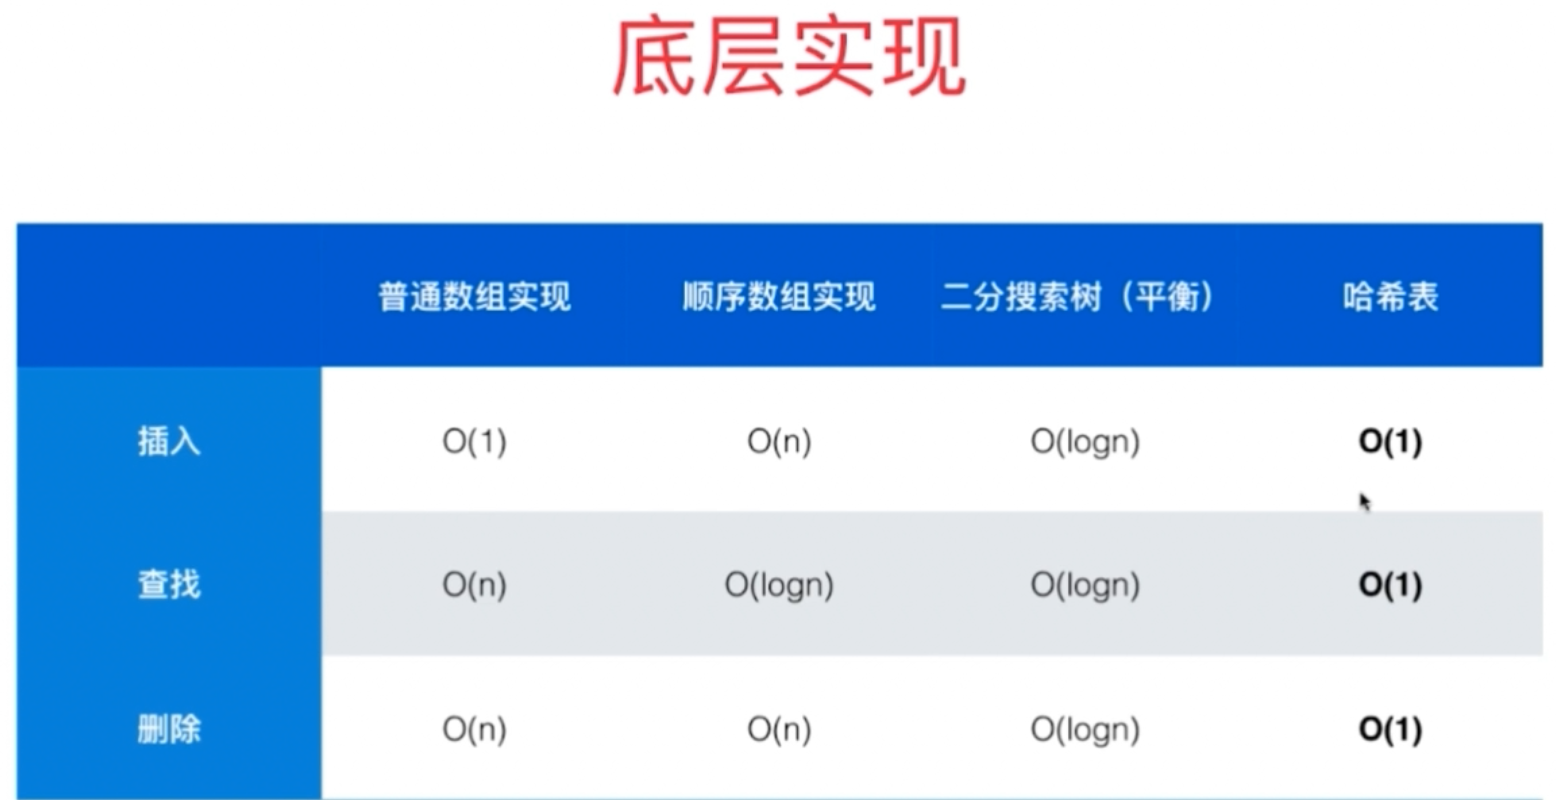 底层实现
普通数组实现 顺序数组实现 二分搜索树（平衡） 哈希表
插入 O(1) O(n) O(logn) O(1)
查找 O(n) O(logn) O(logn) O(1)
删除 O(n) O(n) O(logn) O(1)